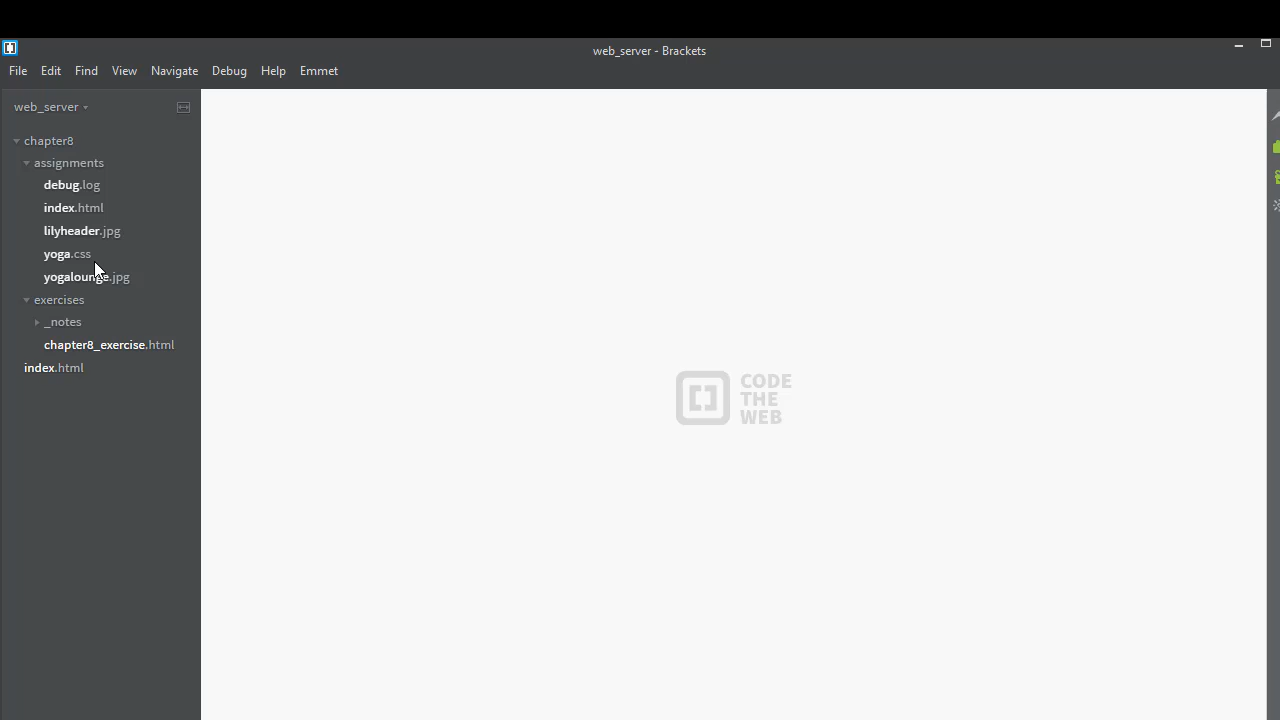 web_server - Brackets
File Edit Find View Navigate Debug Help Emmet
web_server
chapter8
assignments
debug.log
index.html
lilyheader.jpg
yoga.css
yogalounge.jpg
exercises
_notes
chapter8_exercise.html
index.html
CODE
THE
WEB